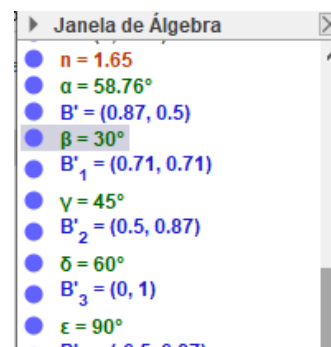 Janela de Álgebra
n = 1.65
α = 58.76°
B' = (0.87, 0.5)
β = 30°
B'₁ = (0.71, 0.71)
γ = 45°
B'₂ = (0.5, 0.87)
δ = 60°
B'₃ = (0, 1)
ε = 90°